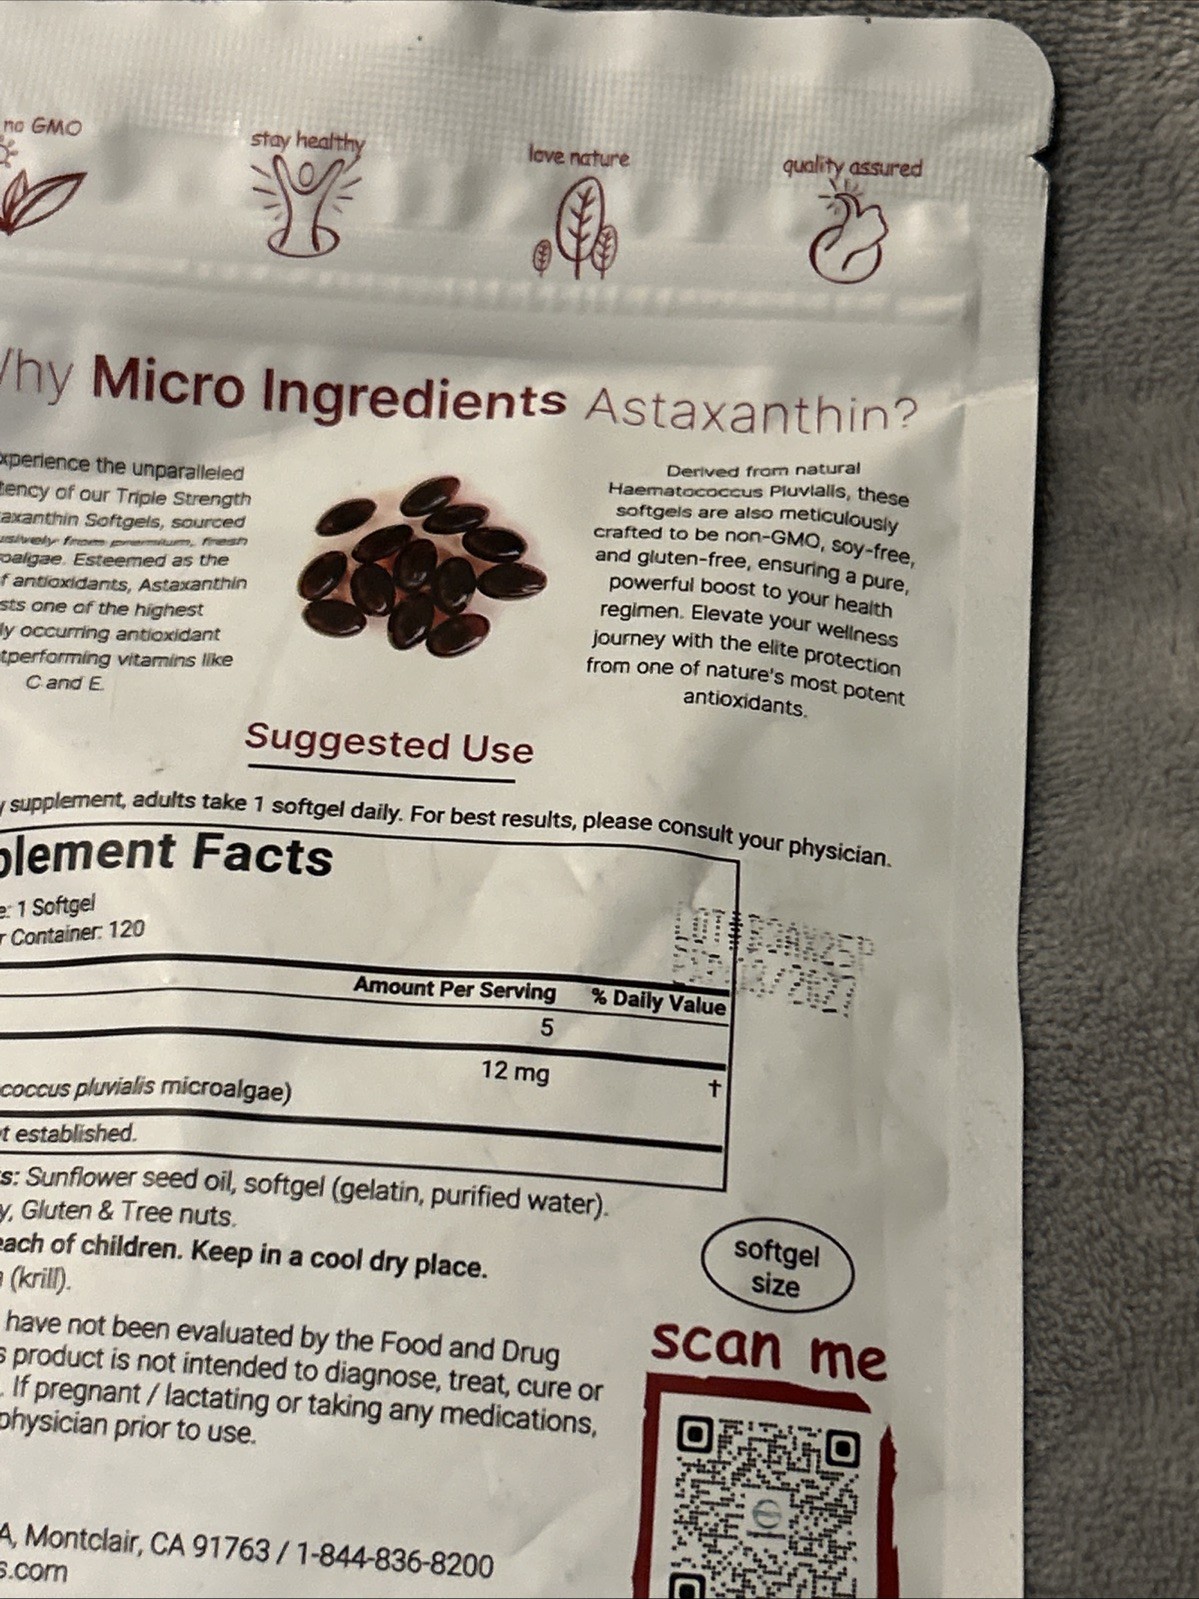 no GMO
stay healthy
love nature
quality assured
Why Micro Ingredients Astaxanthin?
xperience the unparalleled
tency of our Triple Strength
axanthin Softgels, sourced
usively from premium, fresh
roalgae. Esteemed as the
f antioxidants, Astaxanthin
sts one of the highest
ly occurring antioxidant
tperforming vitamins like
C and E.
Derived from natural
Haematococcus Pluvialis, these
softgels are also meticulously
crafted to be non-GMO, soy-free,
and gluten-free, ensuring a pure,
powerful boost to your health
regimen. Elevate your wellness
journey with the elite protection
from one of nature's most potent
antioxidants.
Suggested Use
y supplement, adults take 1 softgel daily. For best results, please consult your physician.
plement Facts
e: 1 Softgel
r Container: 120
LOT
/2027
Amount Per Serving % Daily Value
5
12 mg †
coccus pluvialis microalgae)
t established.
s: Sunflower seed oil, softgel (gelatin, purified water).
y, Gluten & Tree nuts.
each of children. Keep in a cool dry place.
(krill).
have not been evaluated by the Food and Drug
s product is not intended to diagnose, treat, cure or
. If pregnant / lactating or taking any medications,
physician prior to use.
softgel
size
scan me
A, Montclair, CA 91763 / 1-844-836-8200
s.com